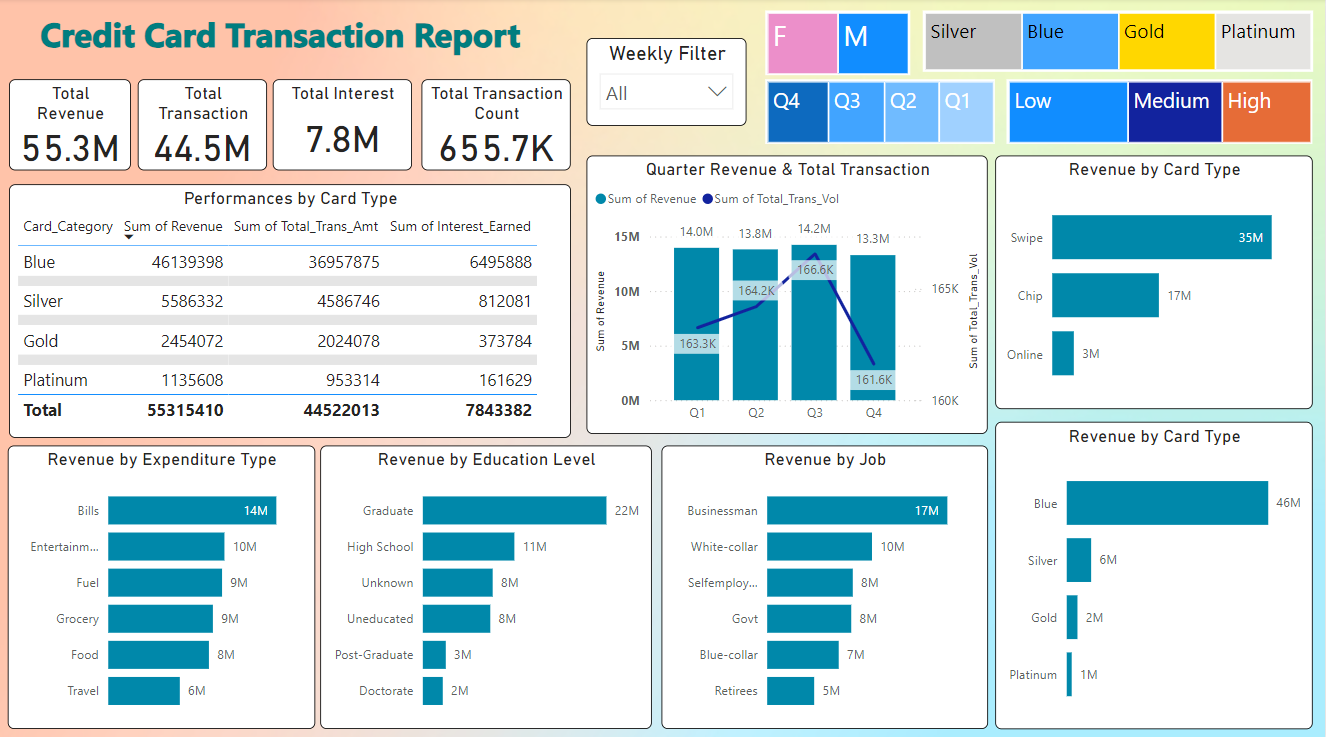 Credit Card Transaction Report
Total
Revenue
55.3M
Total
Transaction
44.5M
Total Interest
7.8M
Total Transaction
Count
655.7K
Weekly Filter
All
F
M
Silver
Blue
Gold
Platinum
Q4
Q3
Q2
Q1
Low
Medium
High
Performances by Card Type
Card_Category Sum of Revenue Sum of Total_Trans_Amt Sum of Interest_Earned
Blue 46139398 36957875 6495888
Silver 5586332 4586746 812081
Gold 2454072 2024078 373784
Platinum 1135608 953314 161629
Total 55315410 44522013 7843382
Quarter Revenue & Total Transaction
Sum of Revenue Sum of Total_Trans_Vol
Sum of Revenue
15M
10M
5M
0M
14.0M
13.8M
14.2M
13.3M
163.3K
164.2K
166.6K
161.6K
Q1
Q2
Q3
Q4
165K
160K
Sum of Total_Trans_Vol
Revenue by Card Type
Swipe 35M
Chip 17M
Online 3M
Revenue by Expenditure Type
Bills 14M
Entertainm... 10M
Fuel 9M
Grocery 9M
Food 8M
Travel 6M
Revenue by Education Level
Graduate 22M
High School 11M
Unknown 8M
Uneducated 8M
Post-Graduate 3M
Doctorate 2M
Revenue by Job
Businessman 17M
White-collar 10M
Selfemploy... 8M
Govt 8M
Blue-collar 7M
Retirees 5M
Revenue by Card Type
Blue 46M
Silver 6M
Gold 2M
Platinum 1M